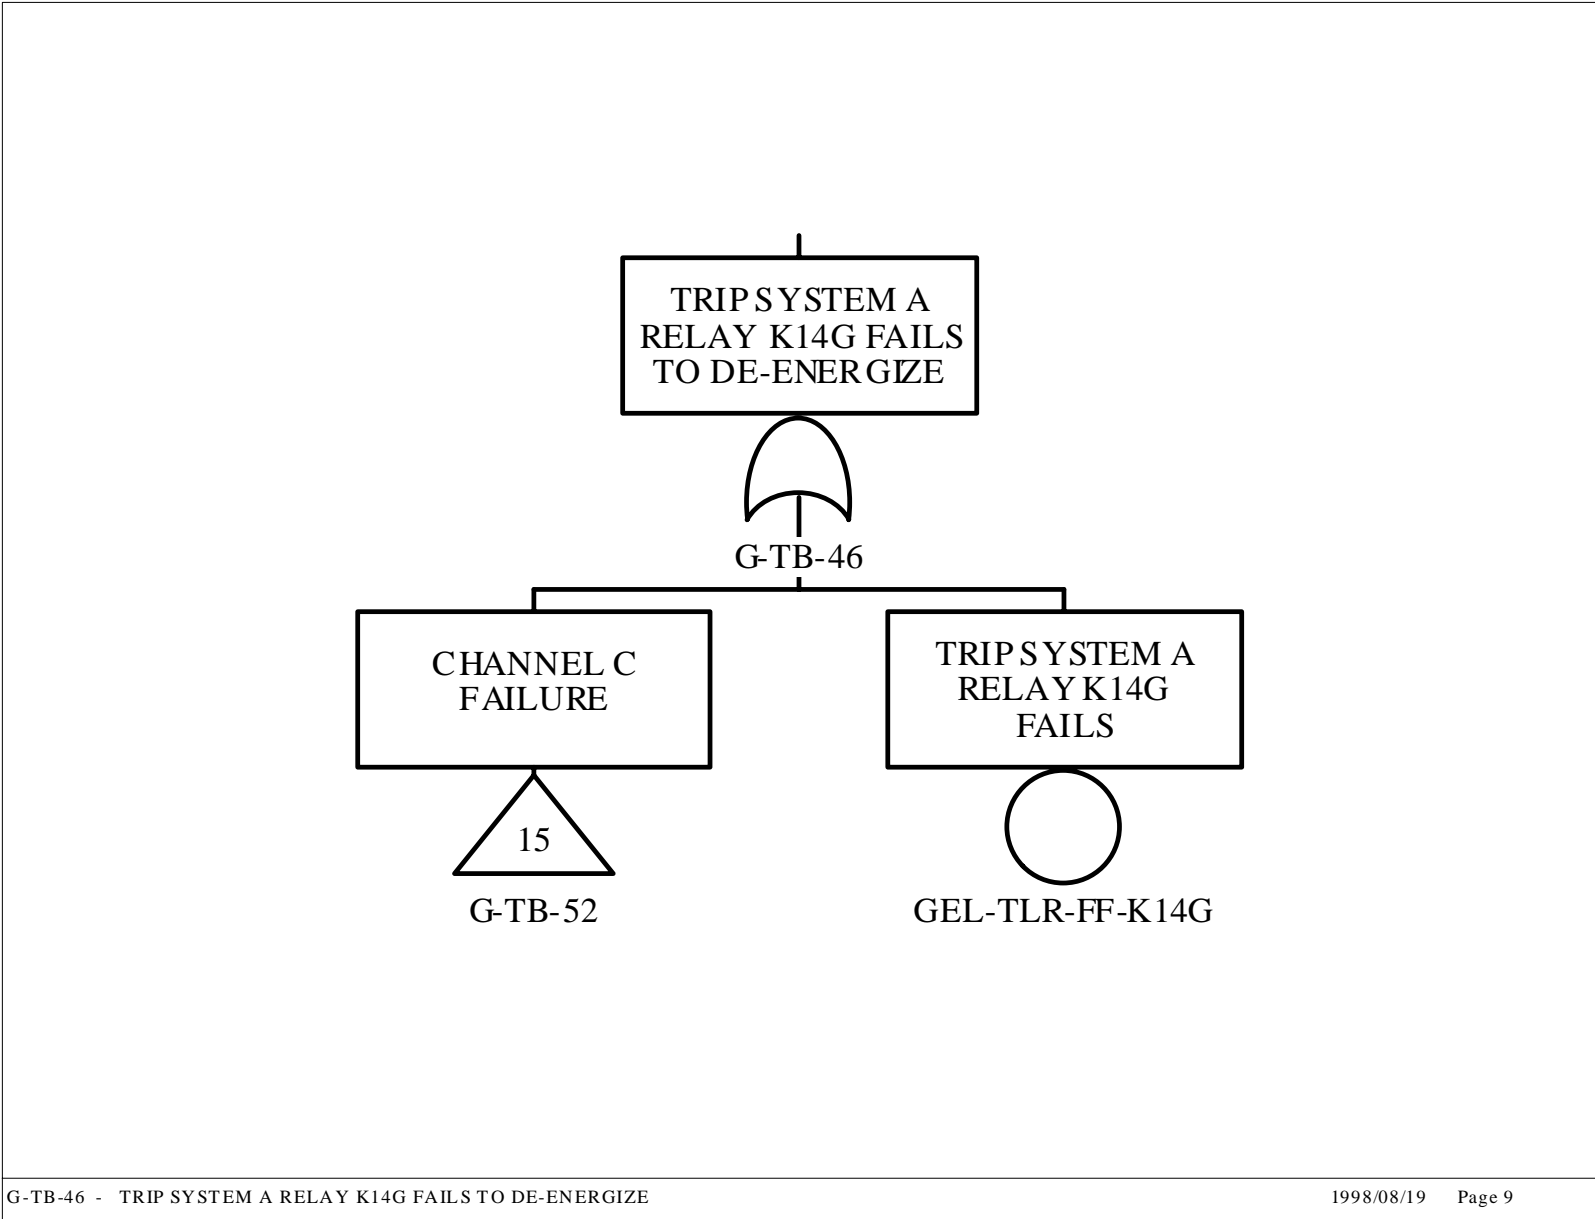 TRIP SYSTEM A
RELAY K14G FAILS
TO DE-ENERGIZE
G-TB-46
CHANNEL C
FAILURE
TRIP SYSTEM A
RELAY K14G
FAILS
15
G-TB-52
GEL-TLR-FF-K14G
G-TB-46 - TRIP SYSTEM A RELAY K14G FAILS TO DE-ENERGIZE
1998/08/19 Page 9